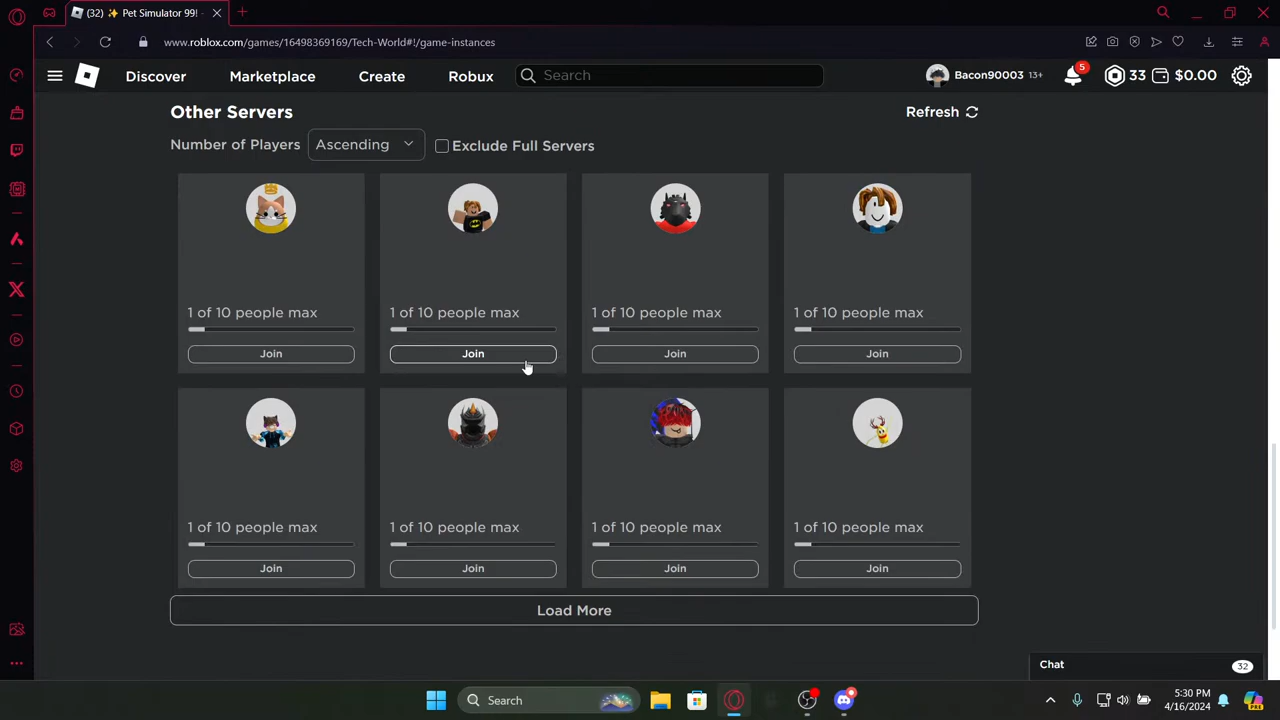 (32) ✨ Pet Simulator 99! -
www.roblox.com/games/16498369169/Tech-World#!/game-instances
Discover Marketplace Create Robux Search Bacon90003 13+ 5 33 $0.00
Other Servers Refresh
Number of Players Ascending Exclude Full Servers
1 of 10 people max 1 of 10 people max 1 of 10 people max 1 of 10 people max
Join Join Join Join
1 of 10 people max 1 of 10 people max 1 of 10 people max 1 of 10 people max
Join Join Join Join
Load More
Chat 32
Search
5:30 PM
4/16/2024
PRE